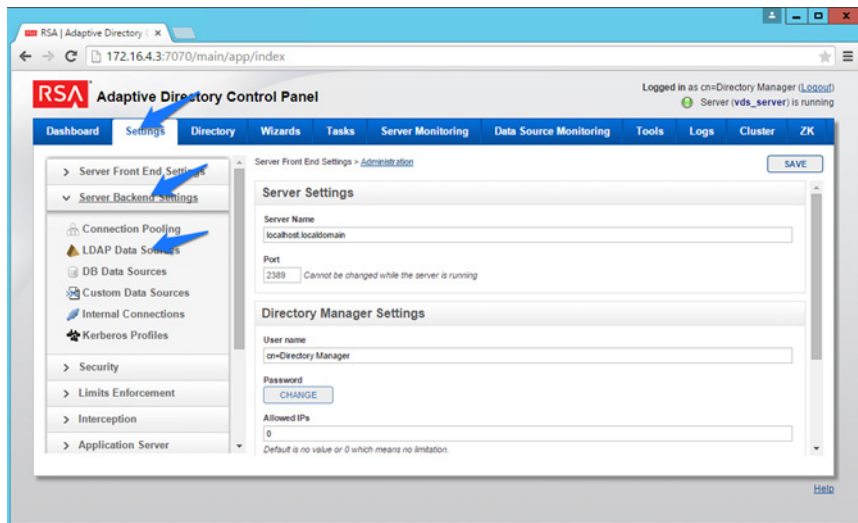 RSA | Adaptive Directory C
172.16.4.3:7070/main/app/index
RSA Adaptive Directory Control Panel
Logged in as cn=Directory Manager (Logout)
Server (vds_server) is running
Dashboard Settings Directory Wizards Tasks Server Monitoring Data Source Monitoring Tools Logs Cluster ZK
Server Front End Settings
Server Backend Settings
Connection Pooling
LDAP Data Sources
DB Data Sources
Custom Data Sources
Internal Connections
Kerberos Profiles
Security
Limits Enforcement
Interception
Application Server
Server Front End Settings > Administration
SAVE
Server Settings
Server Name
localhost.localdomain
Port
2389 Cannot be changed while the server is running
Directory Manager Settings
User name
cn=Directory Manager
Password
CHANGE
Allowed IPs
0
Default is no value or 0 which means no limitation.
Help